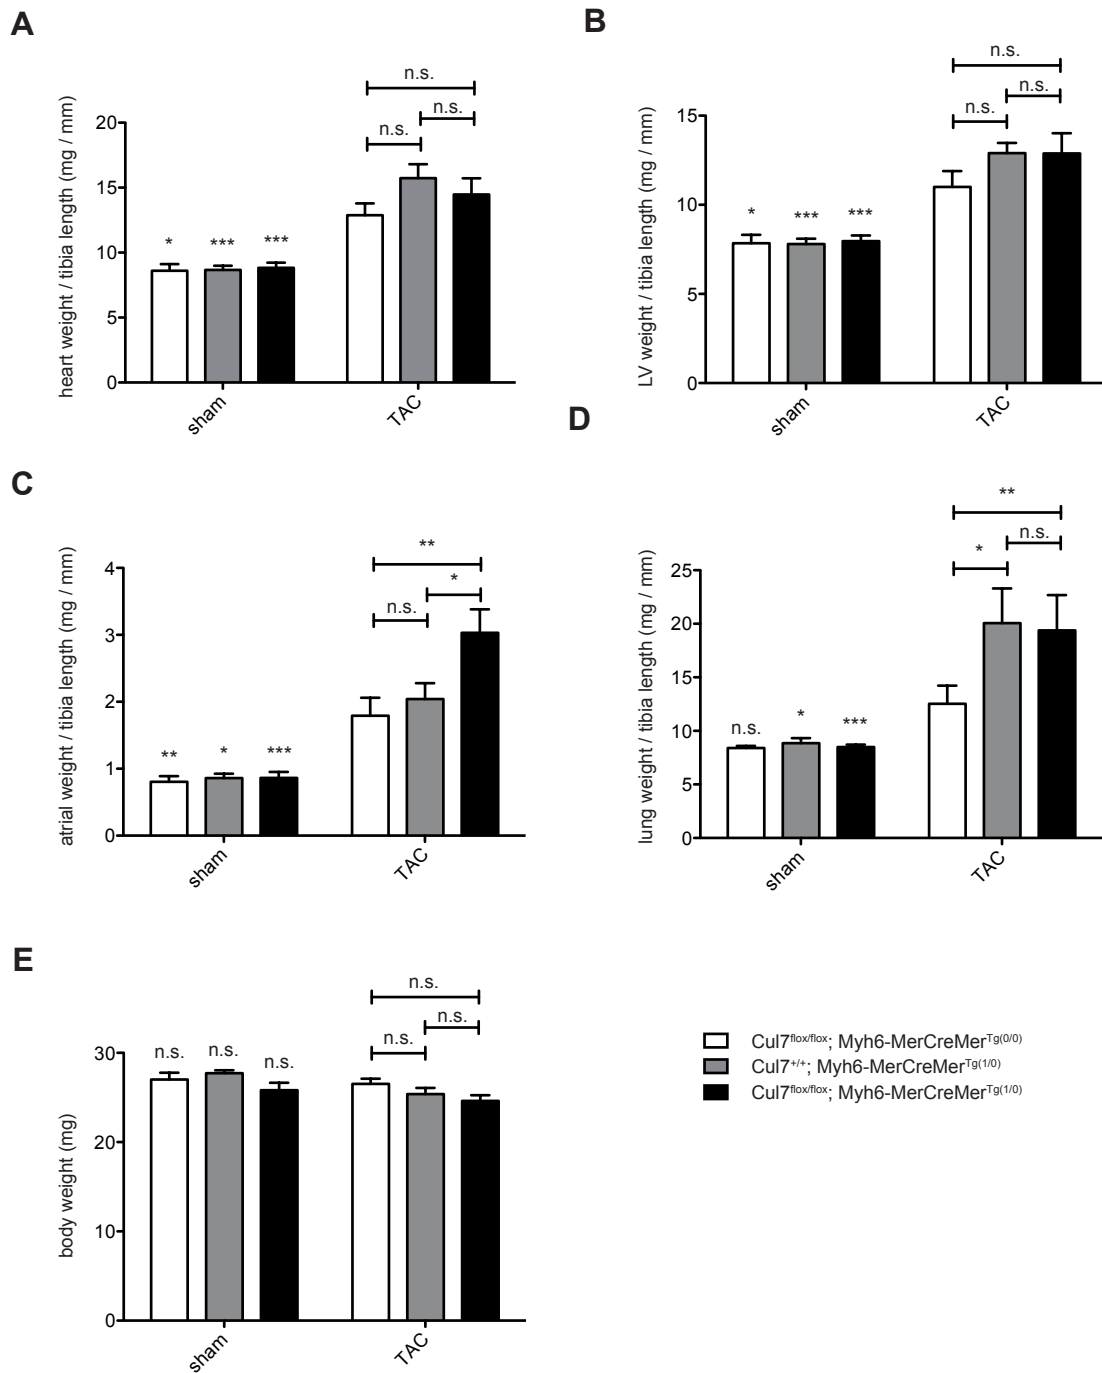 A
heart weight / tibia length (mg / mm)
20
15
10
5
0
* *** ***
n.s.
n.s.
n.s.
sham
TAC
B
LV weight / tibia length (mg / mm)
15
10
5
0
* *** ***
n.s.
n.s.
n.s.
sham
TAC
C
atrial weight / tibia length (mg / mm)
4
3
2
1
0
** * ***
**
*
n.s.
sham
TAC
D
lung weight / tibia length (mg / mm)
25
20
15
10
5
0
n.s. * ***
**
n.s.
*
sham
TAC
E
body weight (mg)
30
20
10
0
n.s. n.s. n.s.
n.s.
n.s.
n.s.
sham
TAC
Cul7flox/flox; Myh6-MerCreMerTg(0/0)
Cul7+/+; Myh6-MerCreMerTg(1/0)
Cul7flox/flox; Myh6-MerCreMerTg(1/0)